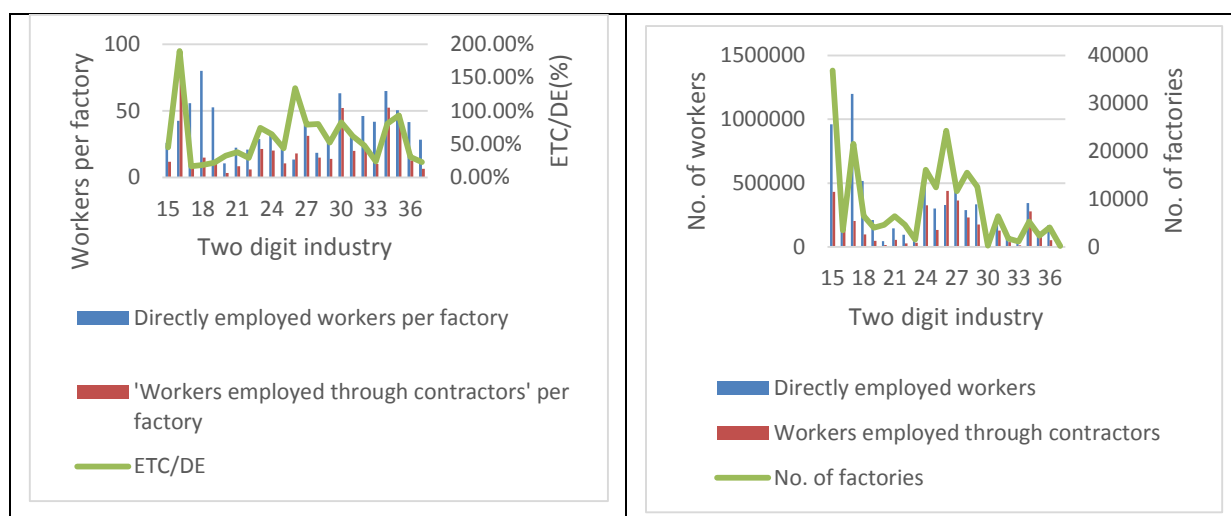 Workers per factory
100
50
0
200.00%
150.00%
100.00%
50.00%
0.00%
ETC/DE(%)
15 18 21 24 27 30 33 36
Two digit industry
Directly employed workers per factory
'Workers employed through contractors' per
factory
ETC/DE
No. of workers
1500000
1000000
500000
0
40000
30000
20000
10000
0
No. of factories
15 18 21 24 27 30 33 36
Two digit industry
Directly employed workers
Workers employed through contractors
No. of factories